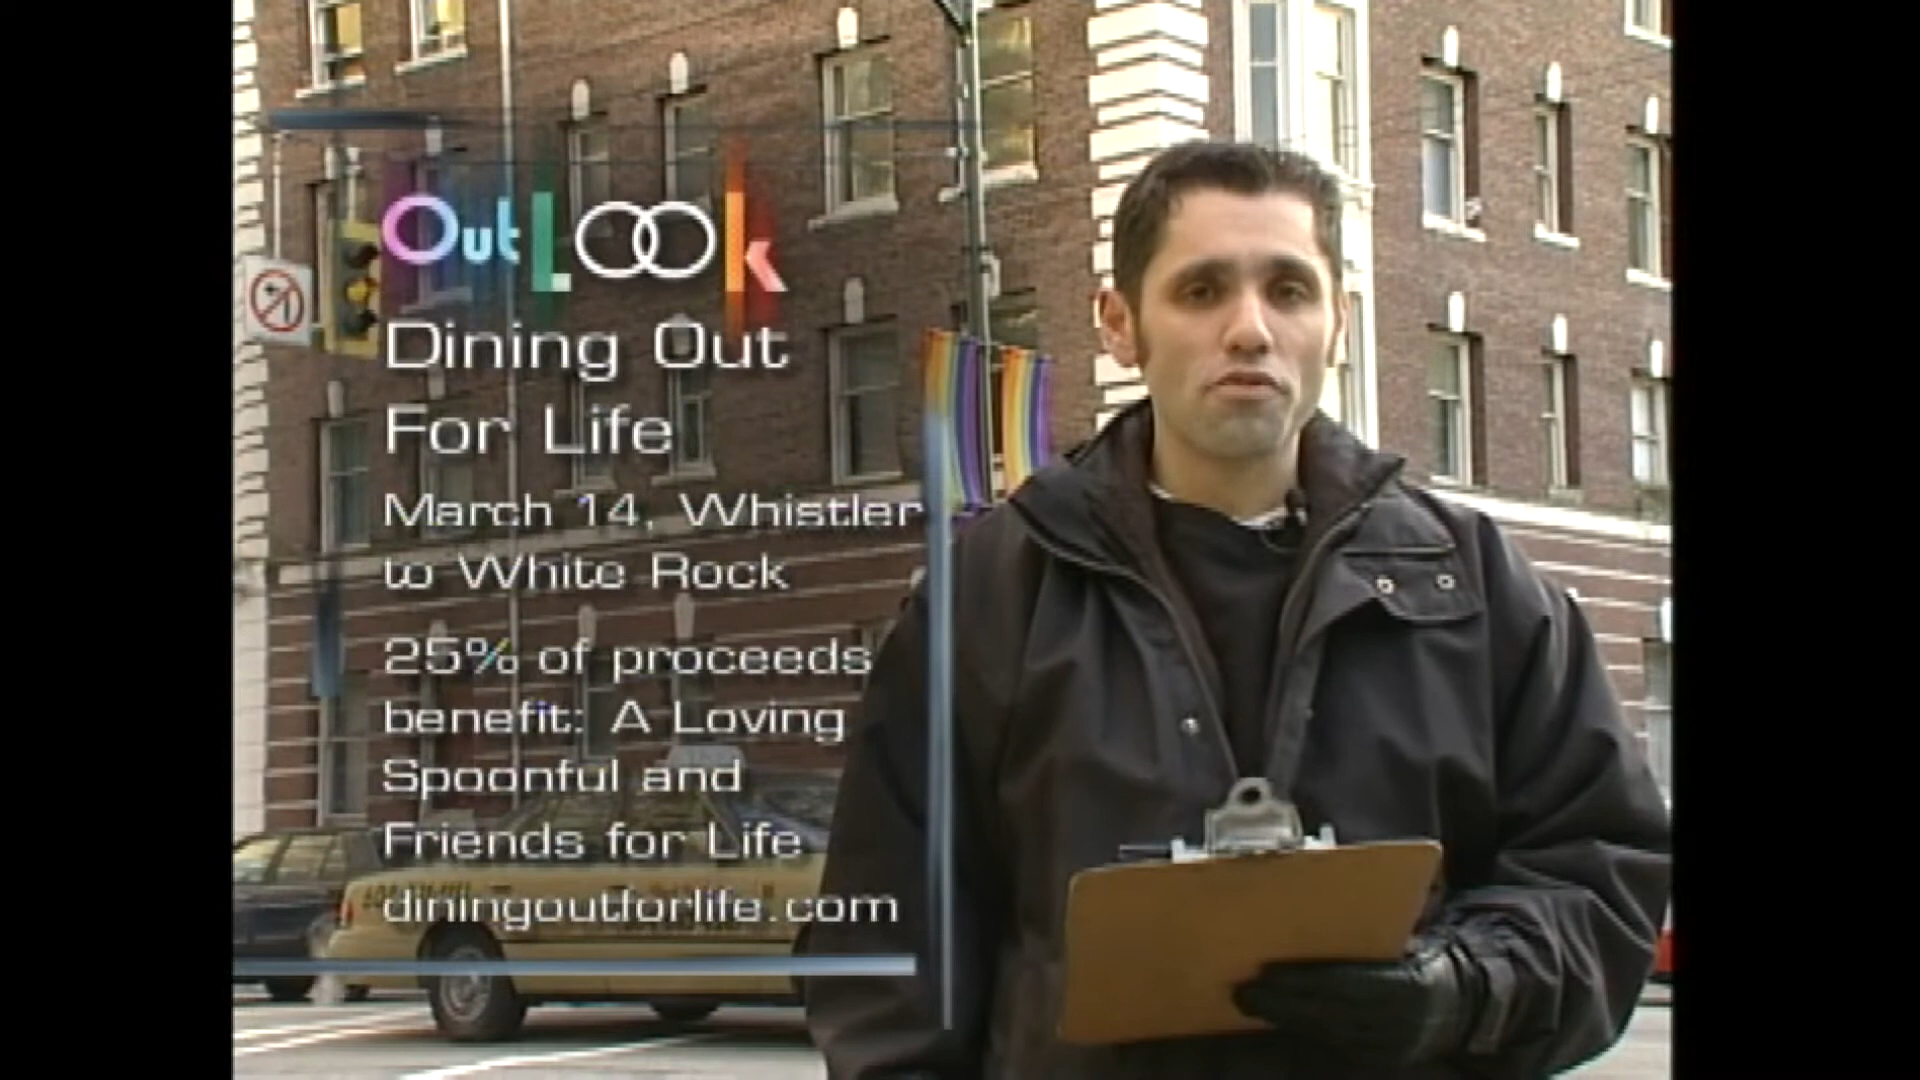 OutLook
Dining Out
For Life
March 14, Whistler
to White Rock
25% of proceeds
benefit: A Loving
Spoonful and
Friends for Life
diningoutforlife.com